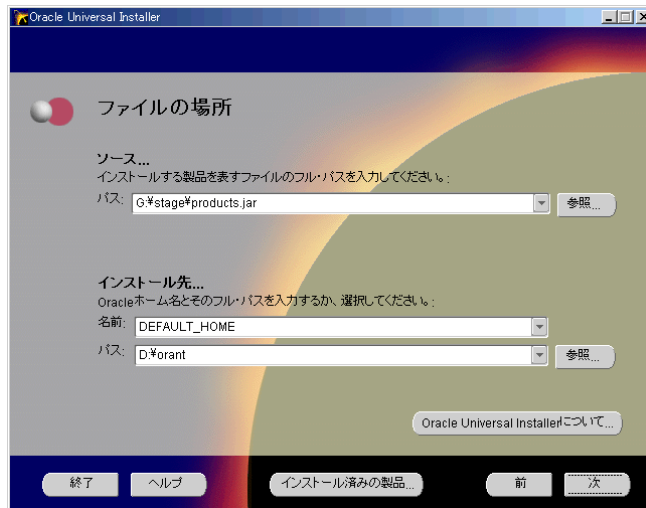 Oracle Universal Installer
ファイルの場所
ソース...
インストールする製品を表すファイルのフル・パスを入力してください。:
パス: G:¥stage¥products.jar 参照...
インストール先...
Oracleホーム名とそのフル・パスを入力するか、選択してください。:
名前: DEFAULT_HOME
パス: D:¥orant 参照...
Oracle Universal Installerについて...
終了 ヘルプ インストール済みの製品... 前 次